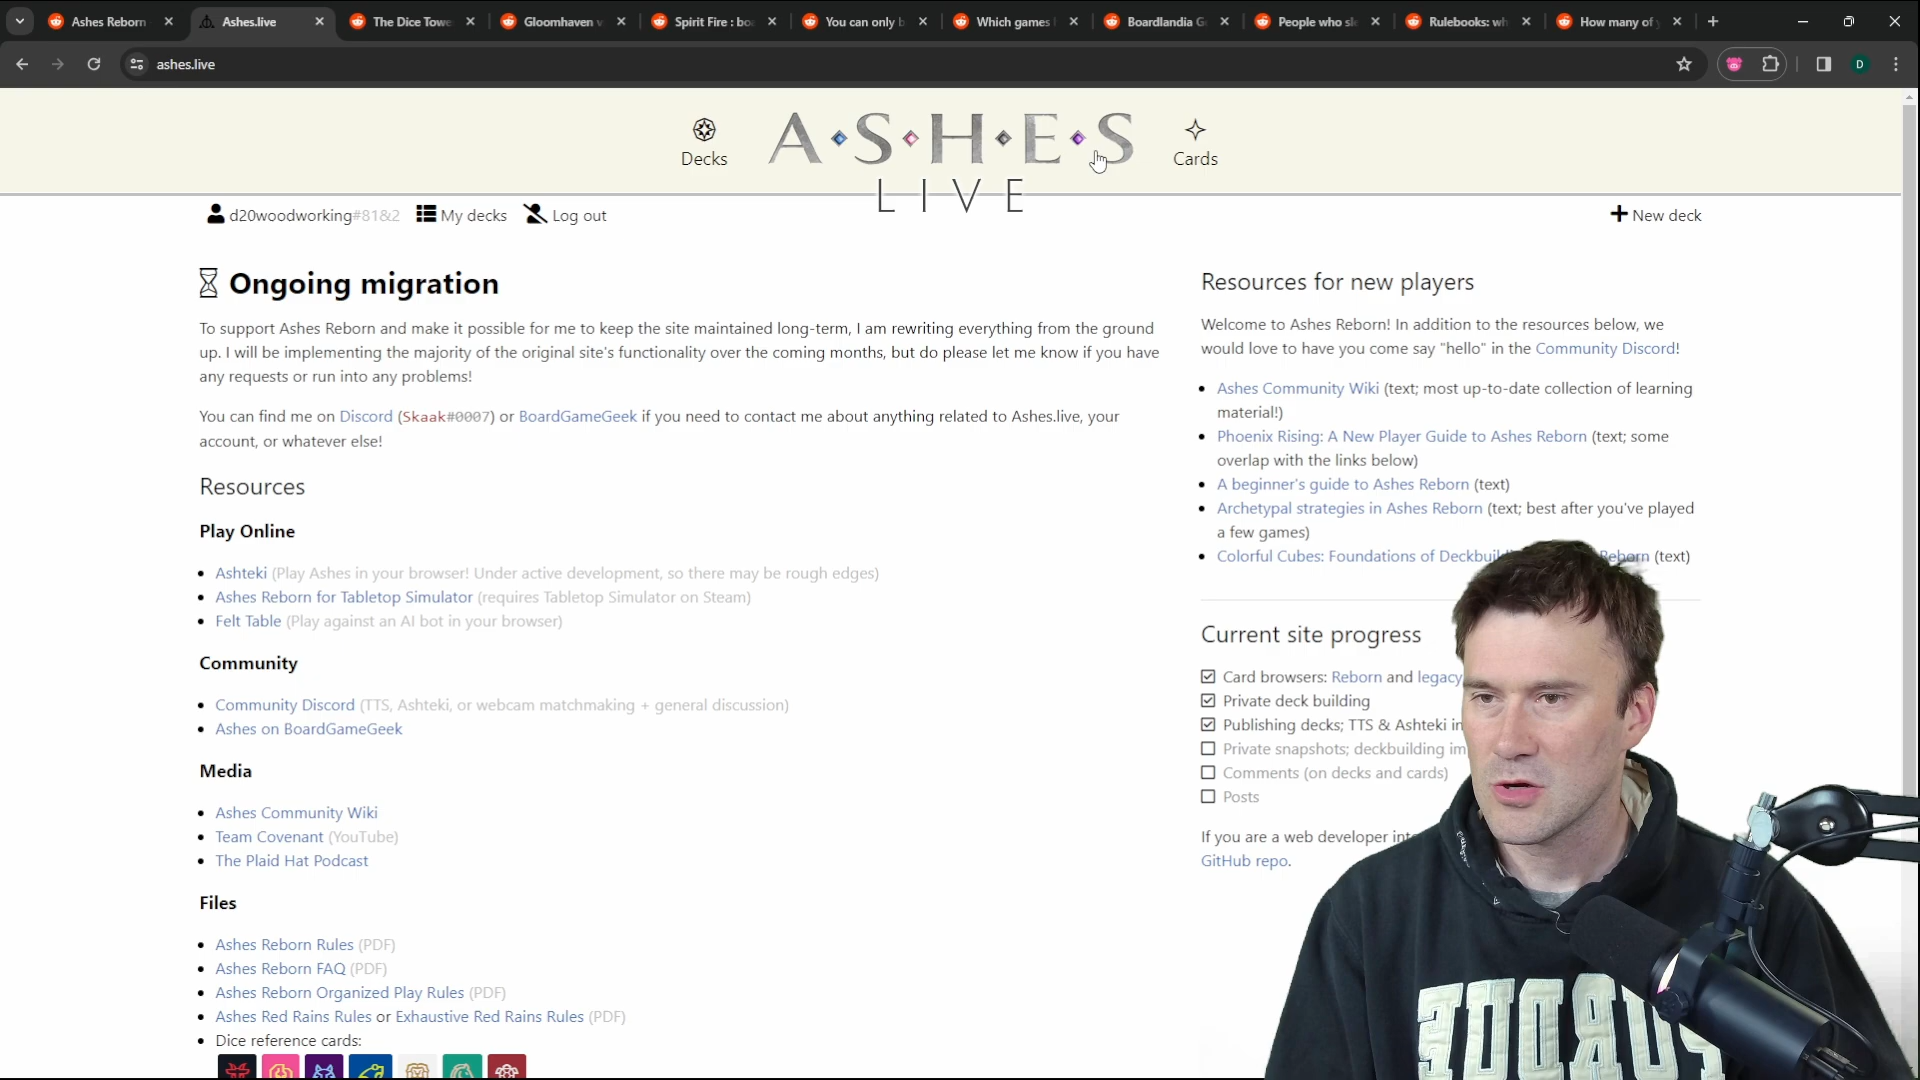 Ashes Reborn
Ashes.live
The Dice Towe
Gloomhaven v
Spirit Fire : bo
You can only b
Which games
Boardlandia G
People who sl
Rulebooks: wh
How many of y
ashes.live
D
Decks
A S H E S
LIVE
Cards
d20woodworking#81&2
My decks
Log out
New deck
Ongoing migration
To support Ashes Reborn and make it possible for me to keep the site maintained long-term, I am rewriting everything from the ground
up. I will be implementing the majority of the original site's functionality over the coming months, but do please let me know if you have
any requests or run into any problems!
You can find me on Discord (Skaak#0007) or BoardGameGeek if you need to contact me about anything related to Ashes.live, your
account, or whatever else!
Resources
Play Online
Ashteki (Play Ashes in your browser! Under active development, so there may be rough edges)
Ashes Reborn for Tabletop Simulator (requires Tabletop Simulator on Steam)
Felt Table (Play against an AI bot in your browser)
Community
Community Discord (TTS, Ashteki, or webcam matchmaking + general discussion)
Ashes on BoardGameGeek
Media
Ashes Community Wiki
Team Covenant (YouTube)
The Plaid Hat Podcast
Files
Ashes Reborn Rules (PDF)
Ashes Reborn FAQ (PDF)
Ashes Reborn Organized Play Rules (PDF)
Ashes Red Rains Rules or Exhaustive Red Rains Rules (PDF)
Dice reference cards:
Resources for new players
Welcome to Ashes Reborn! In addition to the resources below, we
would love to have you come say "hello" in the Community Discord!
Ashes Community Wiki (text; most up-to-date collection of learning
material!)
Phoenix Rising: A New Player Guide to Ashes Reborn (text; some
overlap with the links below)
A beginner's guide to Ashes Reborn (text)
Archetypal strategies in Ashes Reborn (text; best after you've played
a few games)
Colorful Cubes: Foundations of Deckbuil Reborn (text)
Current site progress
Card browsers: Reborn and legacy
Private deck building
Publishing decks; TTS & Ashteki in
Private snapshots; deckbuilding im
Comments (on decks and cards)
Posts
If you are a web developer inte
GitHub repo.
PURDUE